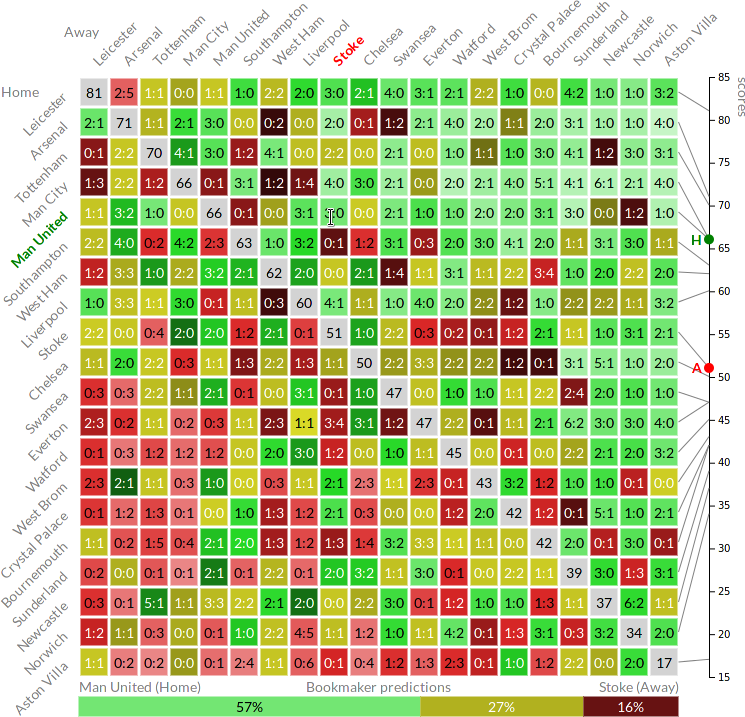 Away
Leicester Arsenal Tottenham Man City Man United Southampton West Ham Liverpool Stoke Chelsea Swansea Everton Watford West Brom Crystal Palace Bournemouth Sunderland Newcastle Norwich Aston Villa
Home
Leicester 81 2:5 1:1 0:0 1:1 1:0 2:2 2:0 3:0 2:1 4:0 3:1 2:1 2:2 1:0 0:0 4:2 1:0 1:0 3:2
Arsenal 2:1 71 1:1 2:1 3:0 0:0 0:2 0:0 2:0 0:1 1:2 2:1 4:0 2:0 1:1 2:0 3:1 1:0 1:0 4:0
Tottenham 0:1 2:2 70 4:1 3:0 1:2 4:1 0:0 2:2 0:0 2:1 0:0 1:0 1:1 1:0 3:0 4:1 1:2 3:0 3:1
Man City 1:3 2:2 1:2 66 0:1 3:1 1:2 1:4 4:0 3:0 2:1 0:0 2:0 2:1 4:0 5:1 4:1 6:1 2:1 4:0
Man United 1:1 3:2 1:0 0:0 66 0:1 0:0 3:1 0:0 2:1 1:0 1:0 2:0 2:0 3:1 3:0 0:0 1:2 1:0
Southampton 2:2 4:0 0:2 4:2 2:3 63 1:0 3:2 0:1 1:2 3:1 0:3 2:0 3:0 4:1 2:0 1:1 3:1 3:0 1:1
West Ham 1:2 3:3 1:0 2:2 3:2 2:1 62 2:0 0:0 2:1 1:4 1:1 3:1 1:1 2:2 3:4 1:0 2:0 2:2 2:0
Liverpool 1:0 3:3 1:1 3:0 0:1 1:1 0:3 60 4:1 1:1 1:0 4:0 2:0 2:2 1:2 1:0 2:2 2:2 1:1 3:2
Stoke 2:2 0:0 0:4 2:0 2:0 1:2 2:1 0:1 51 1:0 2:2 0:3 0:2 0:1 1:2 2:1 1:1 1:0 3:1 2:1
Chelsea 1:1 2:0 2:2 0:3 1:1 1:3 2:2 1:3 1:1 50 2:2 3:3 2:2 2:2 1:2 0:1 3:1 5:1 1:0 2:0
Swansea 0:3 0:3 2:2 1:1 2:1 0:1 0:0 3:1 0:1 1:0 47 0:0 1:0 1:0 1:1 2:2 2:4 2:0 1:0 1:0
Everton 2:3 0:2 1:1 0:2 0:3 1:1 2:3 1:1 3:4 3:1 1:2 47 2:2 0:1 1:1 2:1 6:2 3:0 3:0 4:0
Watford 0:1 0:3 1:2 1:2 1:2 0:0 2:0 3:0 1:2 0:0 1:0 1:1 45 0:0 0:1 0:0 2:2 2:1 2:0 3:2
West Brom 2:3 2:1 1:1 0:3 1:0 0:0 0:3 1:1 2:1 2:3 1:1 2:3 0:1 43 3:2 1:2 1:0 1:0 0:1 0:0
Crystal Palace 0:1 1:2 1:3 0:1 0:0 1:0 1:3 1:2 2:1 0:3 0:0 0:0 1:2 2:0 42 1:2 0:1 5:1 1:0 2:1
Bournemouth 1:1 0:2 1:5 0:4 2:1 2:0 1:3 1:2 1:3 1:4 3:2 3:3 1:1 1:1 0:0 42 2:0 0:1 3:0 0:1
Sunderland 0:2 0:0 0:1 0:1 2:1 0:1 2:2 0:1 2:0 3:2 1:1 3:0 0:1 0:0 2:2 1:1 39 3:0 1:3 3:1
Newcastle 0:3 0:1 5:1 1:1 3:3 2:2 2:1 2:0 0:0 2:2 3:0 0:1 1:2 1:0 1:0 1:3 1:1 37 6:2 1:1
Norwich 1:2 1:1 0:3 0:0 0:1 1:0 2:2 4:5 1:1 1:2 1:0 1:1 4:2 0:1 1:3 3:1 0:3 3:2 34 2:0
Aston Villa 1:1 0:2 0:2 0:0 0:1 2:4 1:1 0:6 0:1 0:4 1:2 1:3 2:3 0:1 1:0 1:2 2:2 0:0 2:0 17
85
80
75
70
H 65
60
55
A 50
45
40
35
30
25
20
15
scores
Man United (Home) Bookmaker predictions Stoke (Away)
57% 27% 16%